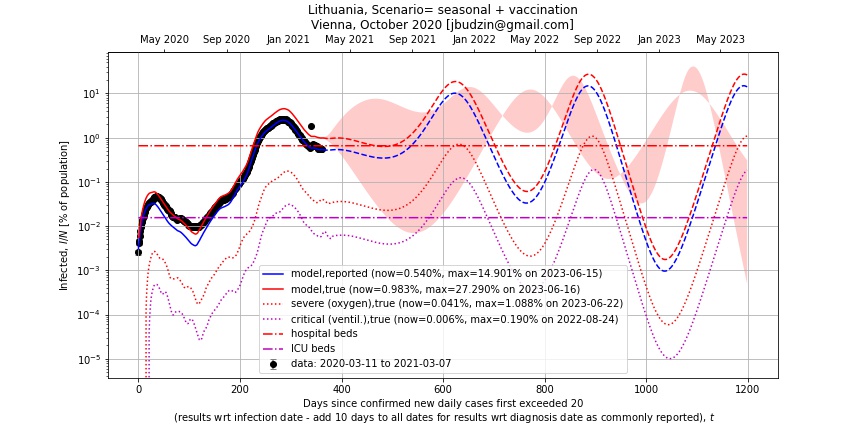 Lithuania, Scenario= seasonal + vaccination
Vienna, October 2020 [jbudzin@gmail.com]
May 2020 Sep 2020 Jan 2021 May 2021 Sep 2021 Jan 2022 May 2022 Sep 2022 Jan 2023 May 2023
Infected, I/N [% of population]
10¹
10⁰
10⁻¹
10⁻²
10⁻³
10⁻⁴
10⁻⁵
model,reported (now=0.540%, max=14.901% on 2023-06-15)
model,true (now=0.983%, max=27.290% on 2023-06-16)
severe (oxygen),true (now=0.041%, max=1.088% on 2023-06-22)
critical (ventil.),true (now=0.006%, max=0.190% on 2022-08-24)
hospital beds
ICU beds
data: 2020-03-11 to 2021-03-07
0 200 400 600 800 1000 1200
Days since confirmed new daily cases first exceeded 20
(results wrt infection date - add 10 days to all dates for results wrt diagnosis date as commonly reported), t